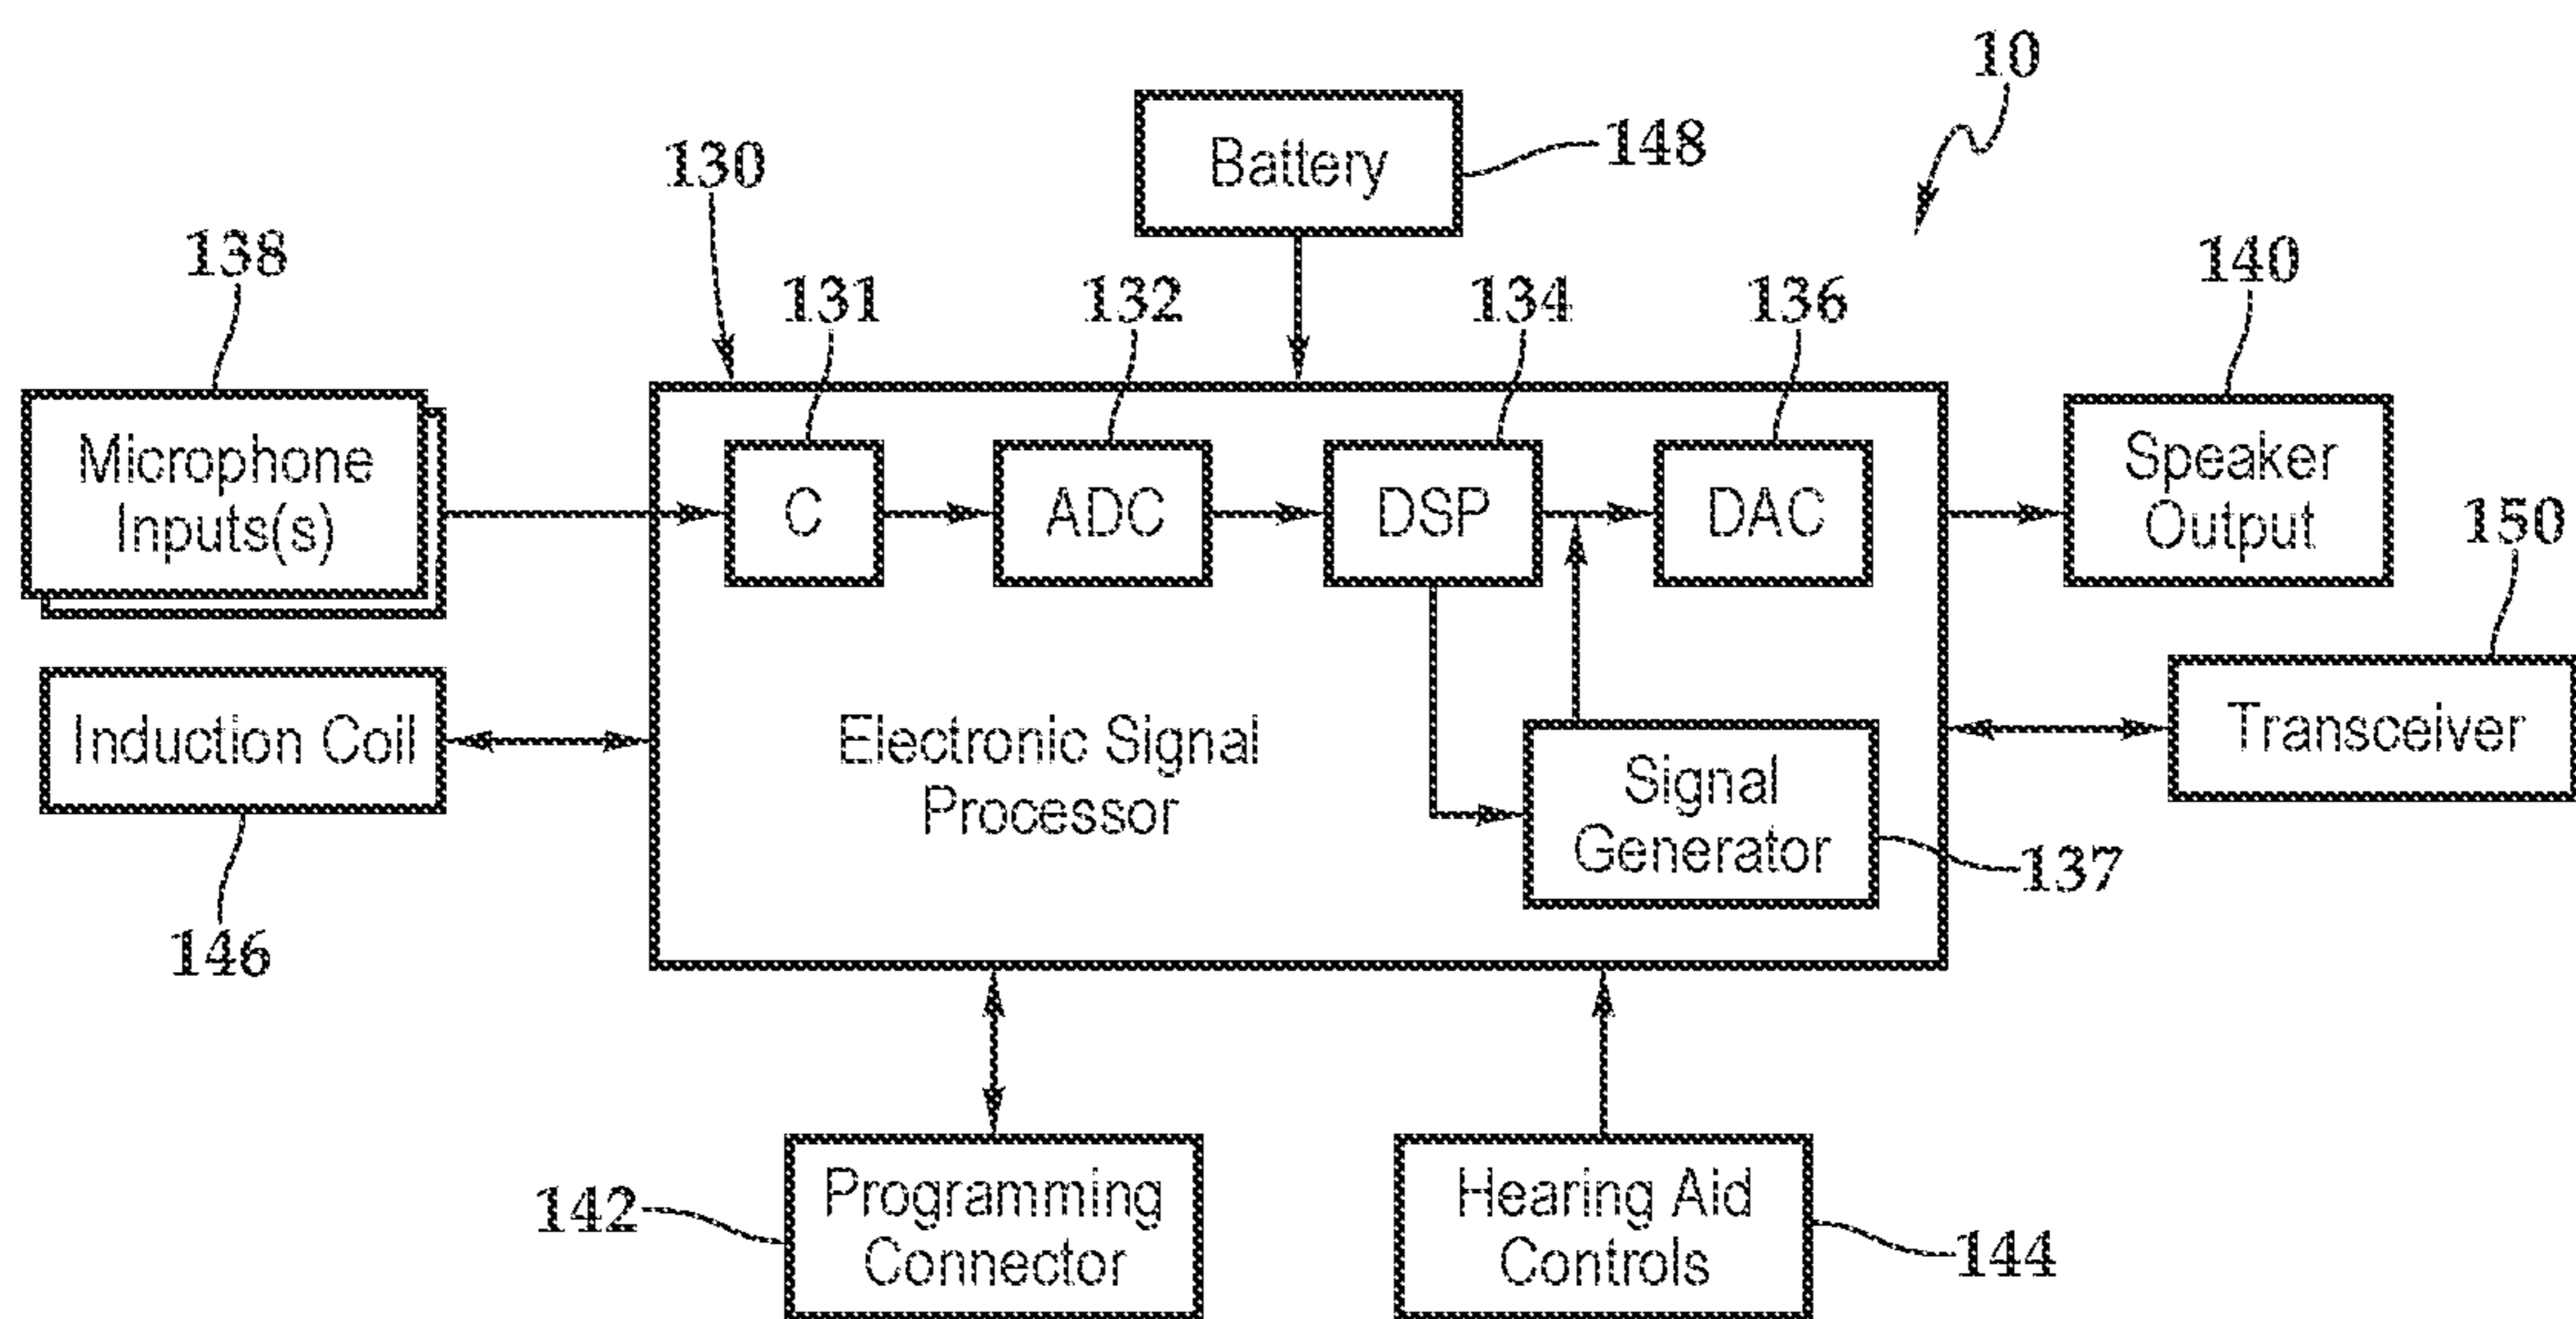 10
Battery
148
130
138
140
131
132
134
136
Microphone
Inputs(s)
C
ADC
DSP
DAC
Speaker
Output
150
Induction Coil
Electronic Signal
Processor
Signal
Generator
Transceiver
137
146
142
Programming
Connector
Hearing Aid
Controls
144